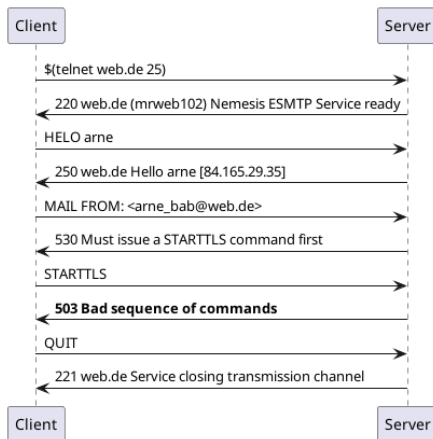 Client Server
$(telnet web.de 25)
220 web.de (mrweb102) Nemesis ESMTP Service ready
HELO arne
250 web.de Hello arne [84.165.29.35]
MAIL FROM: <arne_bab@web.de>
530 Must issue a STARTTLS command first
STARTTLS
503 Bad sequence of commands
QUIT
221 web.de Service closing transmission channel
Client Server